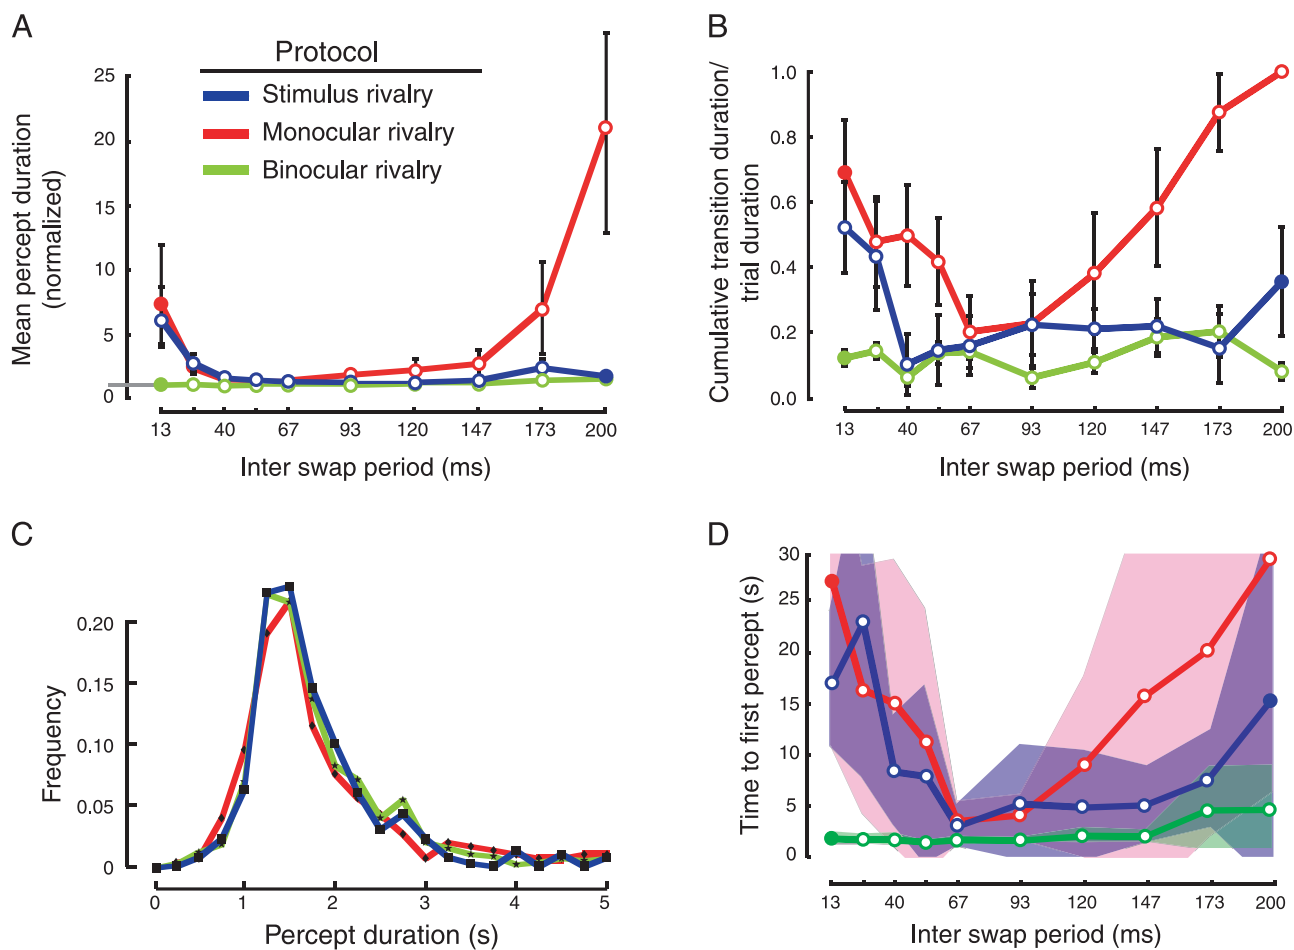 A
Protocol
Stimulus rivalry
Monocular rivalry
Binocular rivalry
Mean percept duration
(normalized)
25
20
15
10
5
0
13 40 67 93 120 147 173 200
Inter swap period (ms)
B
Cumulative transition duration/
trial duration
1.0
0.8
0.6
0.4
0.2
0.0
13 40 67 93 120 147 173 200
Inter swap period (ms)
C
Frequency
0.20
0.15
0.10
0.05
0
0 1 2 3 4 5
Percept duration (s)
D
Time to first percept (s)
30
25
20
15
10
5
0
13 40 67 93 120 147 173 200
Inter swap period (ms)